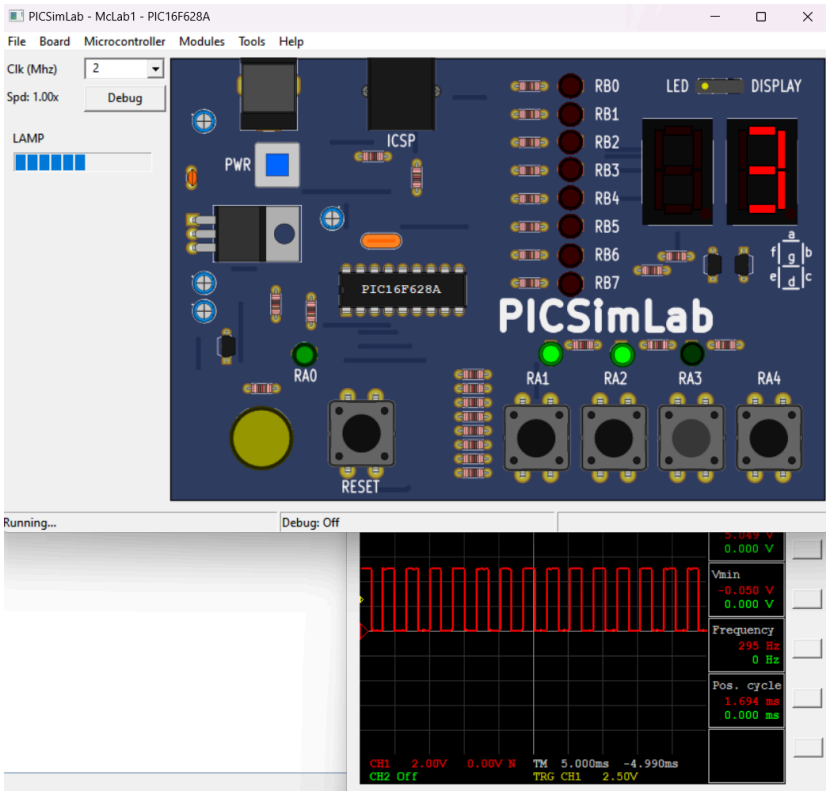 PICSimLab - McLab1 - PIC16F628A
File Board Microcontroller Modules Tools Help
Clk (Mhz) 2
Spd: 1.00x Debug
LAMP
PWR
ICSP
PIC16F628A
RB0
RB1
RB2
RB3
RB4
RB5
RB6
RB7
LED DISPLAY
a
f b
g
e c
d
PICSimLab
RA0
RA1 RA2 RA3 RA4
RESET
Running... Debug: Off
5.049 V
0.000 V
Vmin
-0.050 V
0.000 V
Frequency
295 Hz
0 Hz
Pos. cycle
1.694 ms
0.000 ms
CH1 2.00V 0.00V N TM 5.000ms -4.990ms
CH2 Off TRG CH1 2.50V